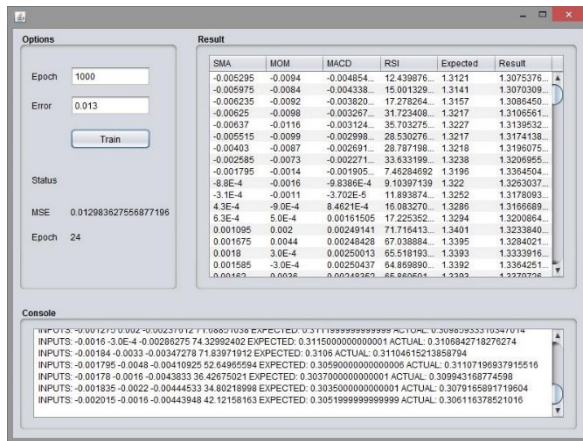 Options
Epoch 1000
Error 0.013
Train
Status
MSE 0.012983627556877196
Epoch 24
Result
SMA MOM MACD RSI Expected Result
-0.005295 -0.0094 -0.004854... 12.439876... 1.3121 1.3075376...
-0.005975 -0.0084 -0.004338... 15.001329... 1.3141 1.3070309...
-0.006235 -0.0092 -0.003820... 17.278264... 1.3157 1.3086450...
-0.00625 -0.0098 -0.003267... 31.723408... 1.3217 1.3106561...
-0.00637 -0.0116 -0.003124... 35.703275... 1.3227 1.3139532...
-0.005515 -0.0099 -0.002998... 28.530276... 1.3217 1.3174138...
-0.00403 -0.0087 -0.002691... 28.787198... 1.3218 1.3196075...
-0.002585 -0.0073 -0.002271... 33.633199... 1.3238 1.3206955...
-0.001795 -0.0014 -0.001905... 7.46284692 1.3196 1.3364504...
-8.8E-4 -0.0016 -9.8386E-4 9.10397139 1.322 1.3263037...
-3.1E-4 -0.0011 -3.702E-5 11.893874... 1.3252 1.3178093...
4.3E-4 -9.0E-4 8.4621E-4 16.083270... 1.3286 1.3166689...
6.3E-4 5.0E-4 0.00161505 17.225352... 1.3294 1.3200864...
0.001095 0.002 0.00249141 71.716413... 1.3401 1.3233840...
0.001675 0.0044 0.00248428 67.038884... 1.3395 1.3284021...
0.0018 3.0E-4 0.00250013 65.518193... 1.3393 1.3333916...
0.001585 -3.0E-4 0.00250437 64.869890... 1.3392 1.3364251...
Console
INPUTS: -0.0016 -3.0E-4 -0.00286275 74.32992402 EXPECTED: 0.3115000000000001 ACTUAL: 0.3106842718276274
INPUTS: -0.00184 -0.0033 -0.00347278 71.83971912 EXPECTED: 0.3106 ACTUAL: 0.31104615213858794
INPUTS: -0.001795 -0.0048 -0.00410925 52.64965594 EXPECTED: 0.30590000000000006 ACTUAL: 0.31107196937915516
INPUTS: -0.00178 -0.0016 -0.0043833 36.42675021 EXPECTED: 0.3037000000000001 ACTUAL: 0.309943168774598
INPUTS: -0.001835 -0.0022 -0.00444533 34.80218998 EXPECTED: 0.3035000000000001 ACTUAL: 0.3079165891719604
INPUTS: -0.002015 -0.0016 -0.00443948 42.12158163 EXPECTED: 0.3051999999999999 ACTUAL: 0.306116378521016